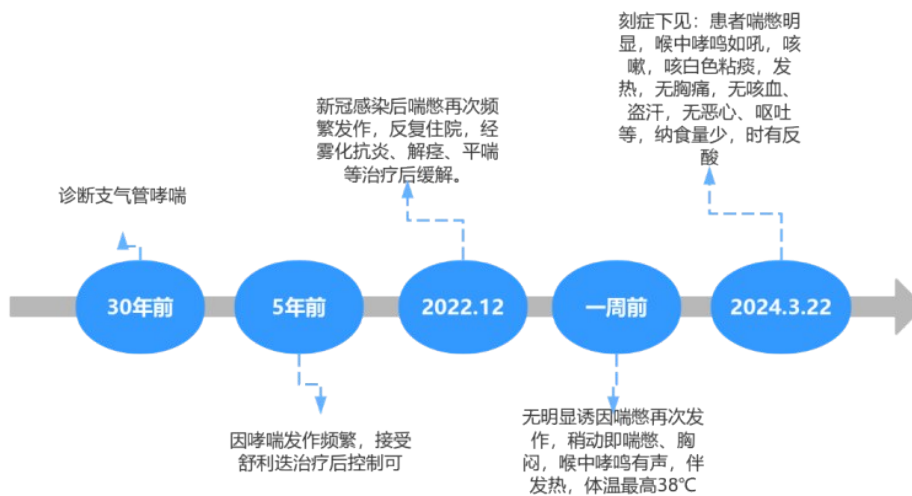 刻症下见：患者喘憋明
显，喉中哮鸣如吼，咳
嗽，咳白色粘痰，发
热，无胸痛，无咳血、
盗汗，无恶心、呕吐
等，纳食量少，时有反
酸
新冠感染后喘憋再次频
繁发作，反复住院，经
雾化抗炎、解痉、平喘
等治疗后缓解。
诊断支气管哮喘
30年前
5年前
2022.12
一周前
2024.3.22
因哮喘发作频繁，接受
舒利迭治疗后控制可
无明显诱因喘憋再次发
作，稍动即喘憋、胸
闷，喉中哮鸣有声，伴
发热，体温最高38℃